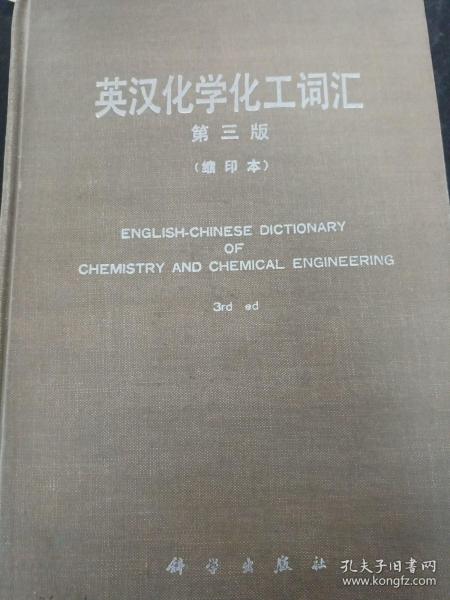 英汉化学化工词汇
第三版
(缩印本)
ENGLISH-CHINESE DICTIONARY
OF
CHEMISTRY AND CHEMICAL ENGINEERING
3rd ed
科学出版社
孔夫子旧书网
www.kongfz.com